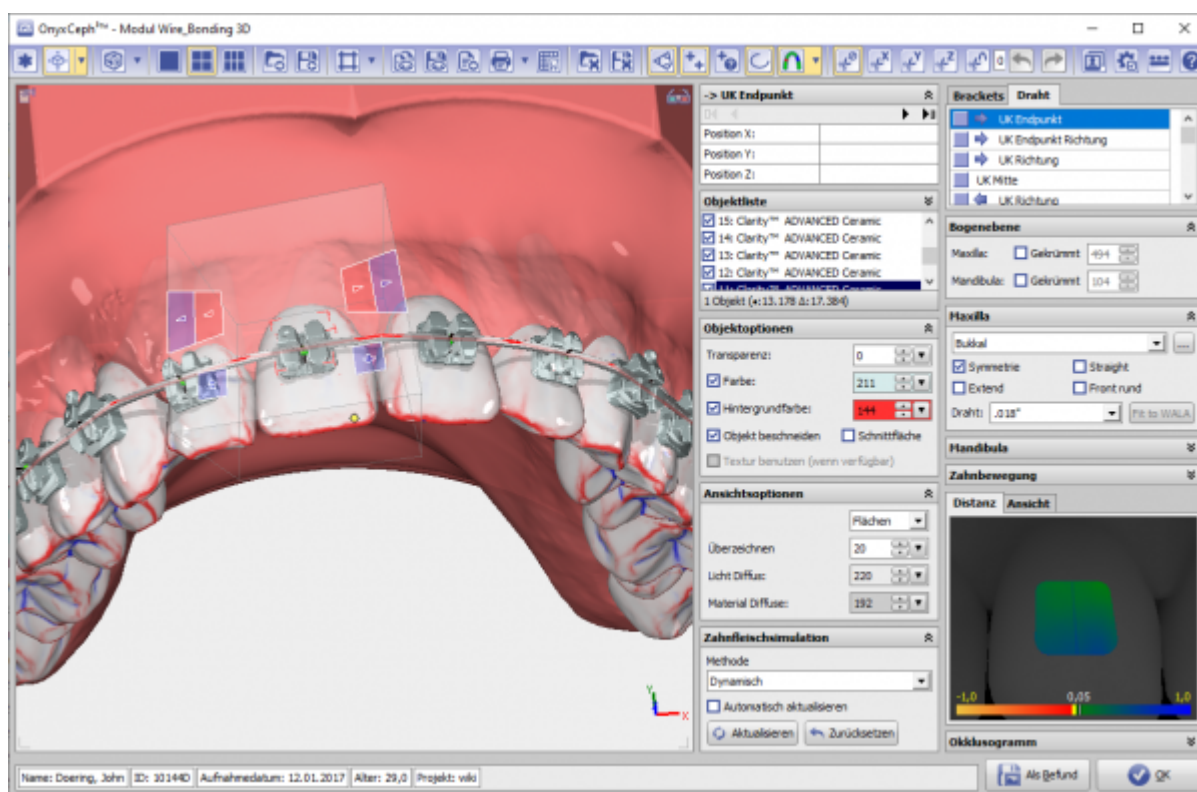 OnyxCeph³™ - Modul Wire_Bonding 3D
-> UK Endpunkt
Position X:
Position Y:
Position Z:
Objektliste
15: Clarity™ ADVANCED Ceramic
14: Clarity™ ADVANCED Ceramic
13: Clarity™ ADVANCED Ceramic
12: Clarity™ ADVANCED Ceramic
11: Clarity™ ADVANCED Ceramic
1 Objekt (•:13.178 Δ:17.384)
Objektoptionen
Transparenz: 0
Farbe: 211
Hintergrundfarbe: 144
Objekt beschneiden Schnittfläche
Textur benutzen (wenn verfügbar)
Ansichtsoptionen
Flächen
Überzeichnen 20
Licht Diffus: 220
Material Diffuse: 192
Zahnfleischsimulation
Methode
Dynamisch
Automatisch aktualisieren
Aktualisieren Zurücksetzen
Brackets Draht
UK Endpunkt
UK Endpunkt Richtung
UK Richtung
UK Mitte
UK Richtung
Bogenebene
Maxilla: Gekrümmt 494
Mandibula: Gekrümmt 104
Maxilla
Bukkal ...
Symmetrie Straight
Extend Front rund
Draht: .018" Fit to WALA
Mandibula
Zahnbewegung
Distanz Ansicht
-1,0 0,05 1,0
Okklusogramm
Y
X
Name: Doering, John ID: 10144D Aufnahmedatum: 12.01.2017 Alter: 29,0 Projekt: wiki
Als Befund OK